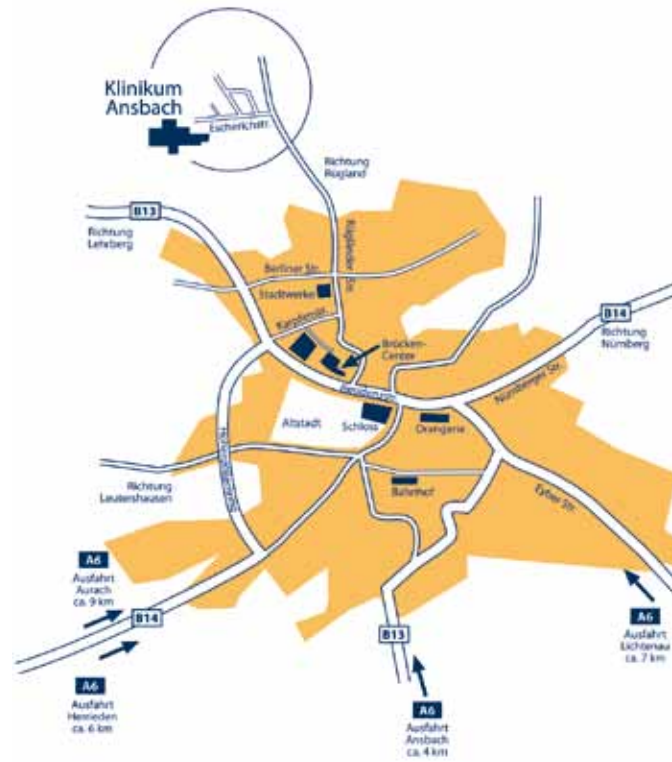 Klinikum
Ansbach
Escherichstr.
Richtung
Rügland
B13
Richtung
Lehrberg
Rügländer Str.
Berliner Str.
Stadtwerke
B14
Richtung
Nürnberg
Brücken-
Center
Nürnberger Str.
Residenzstr.
Altstadt
Schloss
Orangerie
Richtung
Leutershausen
Bahnhof
Eyber Str.
A6
Ausfahrt
Aurach
ca. 9 km
B14
A6
Ausfahrt
Herrieden
ca. 6 km
B13
A6
Ausfahrt
Ansbach
ca. 4 km
A6
Ausfahrt
Lichtenau
ca. 7 km